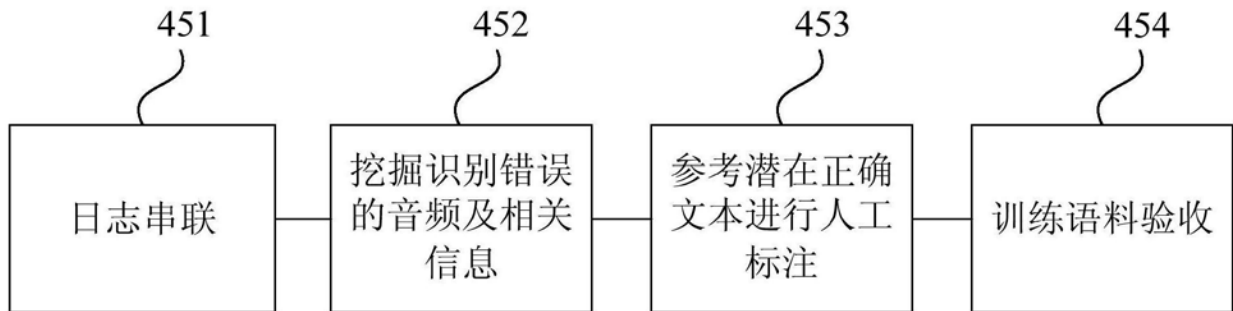 451
452
453
454
日志串联
挖掘识别错误
的音频及相关
信息
参考潜在正确
文本进行人工
标注
训练语料验收